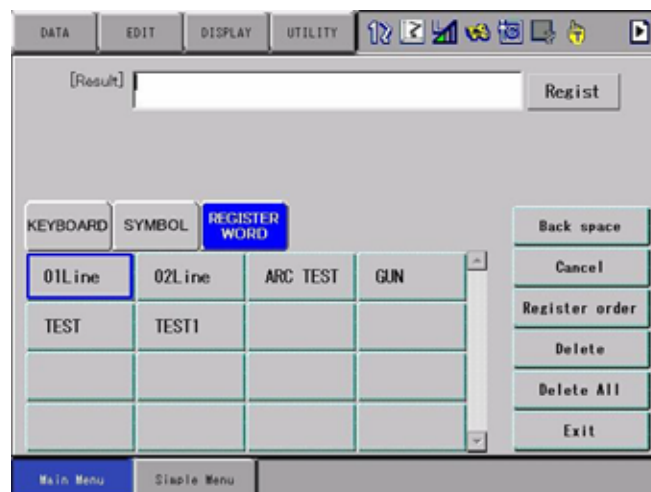 DATA EDIT DISPLAY UTILITY
[Result] Regist
KEYBOARD SYMBOL REGISTER WORD
Back space
01Line 02Line ARC TEST GUN
Cancel
TEST TEST1
Register order
Delete
Delete All
Exit
Main Menu Simple Menu